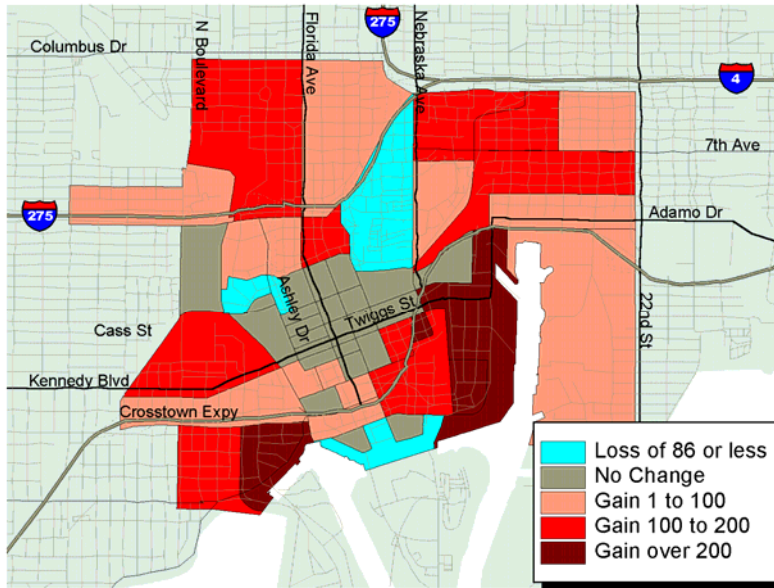 275
Columbus Dr
N Boulevard
Florida Ave
Nebraska Ave
4
7th Ave
275
Adamo Dr
Ashley Dr
Twiggs St
22nd St
Cass St
Kennedy Blvd
Crosstown Expy
Loss of 86 or less
No Change
Gain 1 to 100
Gain 100 to 200
Gain over 200